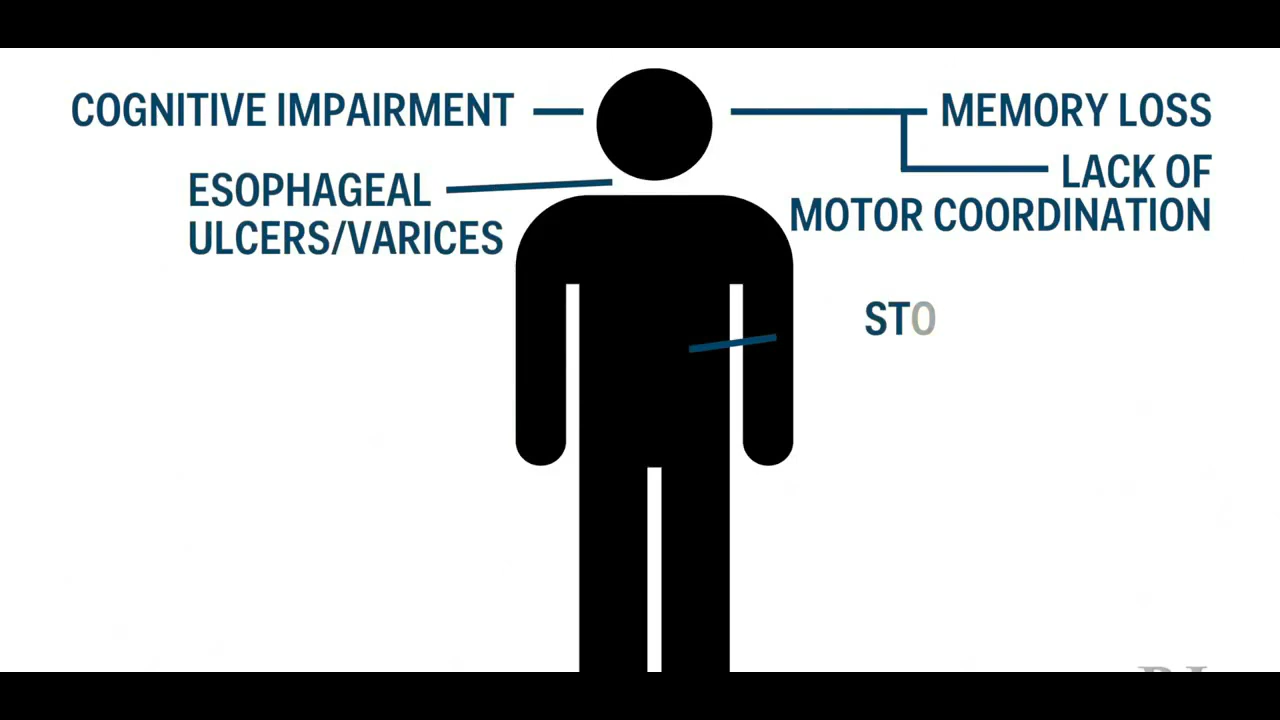 COGNITIVE IMPAIRMENT
MEMORY LOSS
LACK OF
MOTOR COORDINATION
ESOPHAGEAL
ULCERS/VARICES
STO